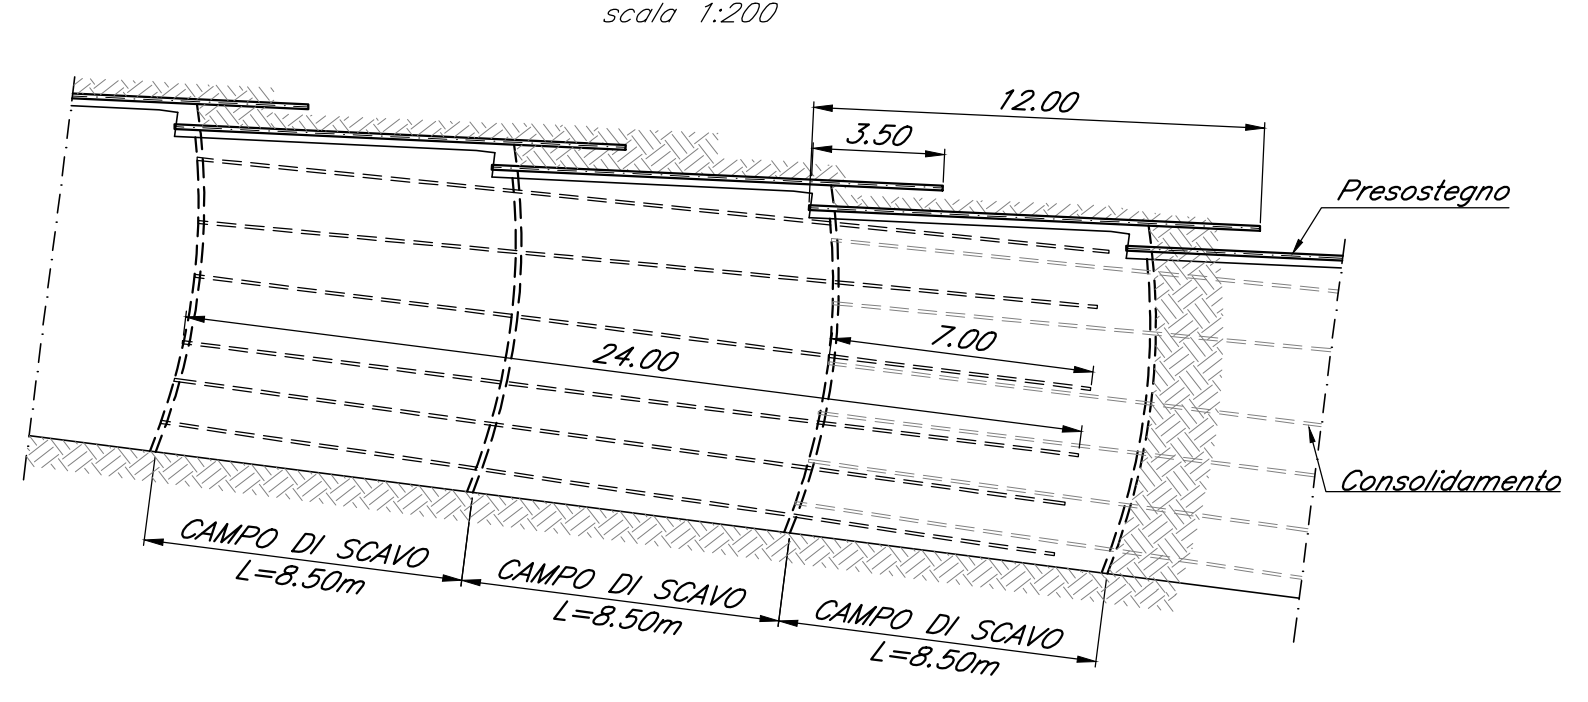 scala 1:200
12.00
3.50
Presostegno
7.00
24.00
Consolidamento
CAMPO DI SCAVO
L=8.50m
CAMPO DI SCAVO
L=8.50m
CAMPO DI SCAVO
L=8.50m